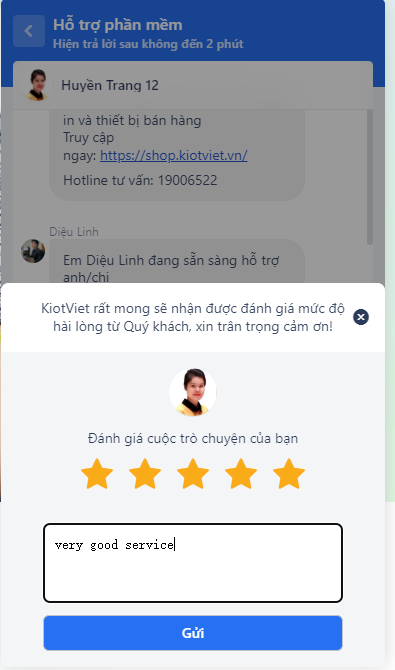 Hỗ trợ phần mềm
Hiện trả lời sau không đến 2 phút
Huyền Trang 12
in và thiết bị bán hàng
Truy cập
ngay: https://shop.kiotviet.vn/
Hotline tư vấn: 19006522
Diệu Linh
Em Diệu Linh đang sẵn sàng hỗ trợ
anh/chị
KiotViet rất mong sẽ nhận được đánh giá mức độ
hài lòng từ Quý khách, xin trân trọng cảm ơn!
Đánh giá cuộc trò chuyện của bạn
very good service
Gửi